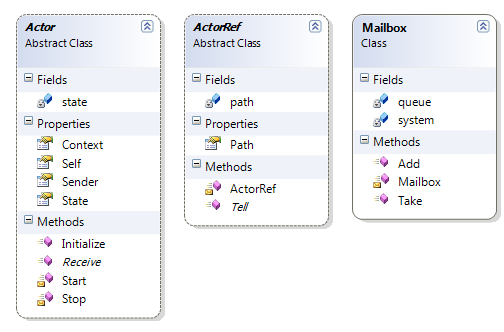 Actor
Abstract Class
Fields
state
Properties
Context
Self
Sender
State
Methods
Initialize
Receive
Start
Stop
ActorRef
Abstract Class
Fields
path
Properties
Path
Methods
ActorRef
Tell
Mailbox
Class
Fields
queue
system
Methods
Add
Mailbox
Take